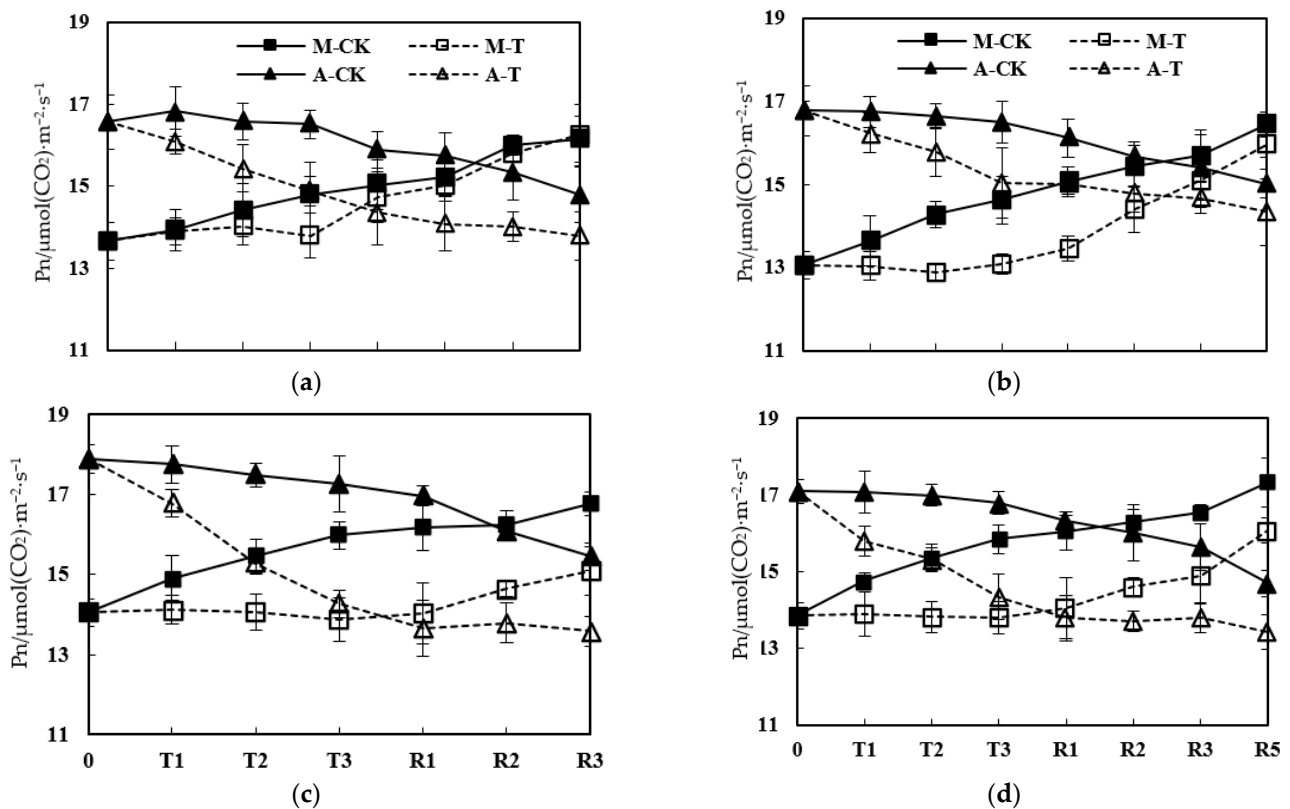 19
17
15
13
11
Pn/μmol(CO₂)·m⁻²·s⁻¹
M-CK
M-T
A-CK
A-T
(a)
19
17
15
13
11
Pn/μmol(CO₂)·m⁻²·s⁻¹
M-CK
M-T
A-CK
A-T
(b)
19
17
15
13
11
Pn/μmol(CO₂)·m⁻²·s⁻¹
0 T1 T2 T3 R1 R2 R3
(c)
19
17
15
13
11
Pn/μmol(CO₂)·m⁻²·s⁻¹
0 T1 T2 T3 R1 R2 R3 R5
(d)